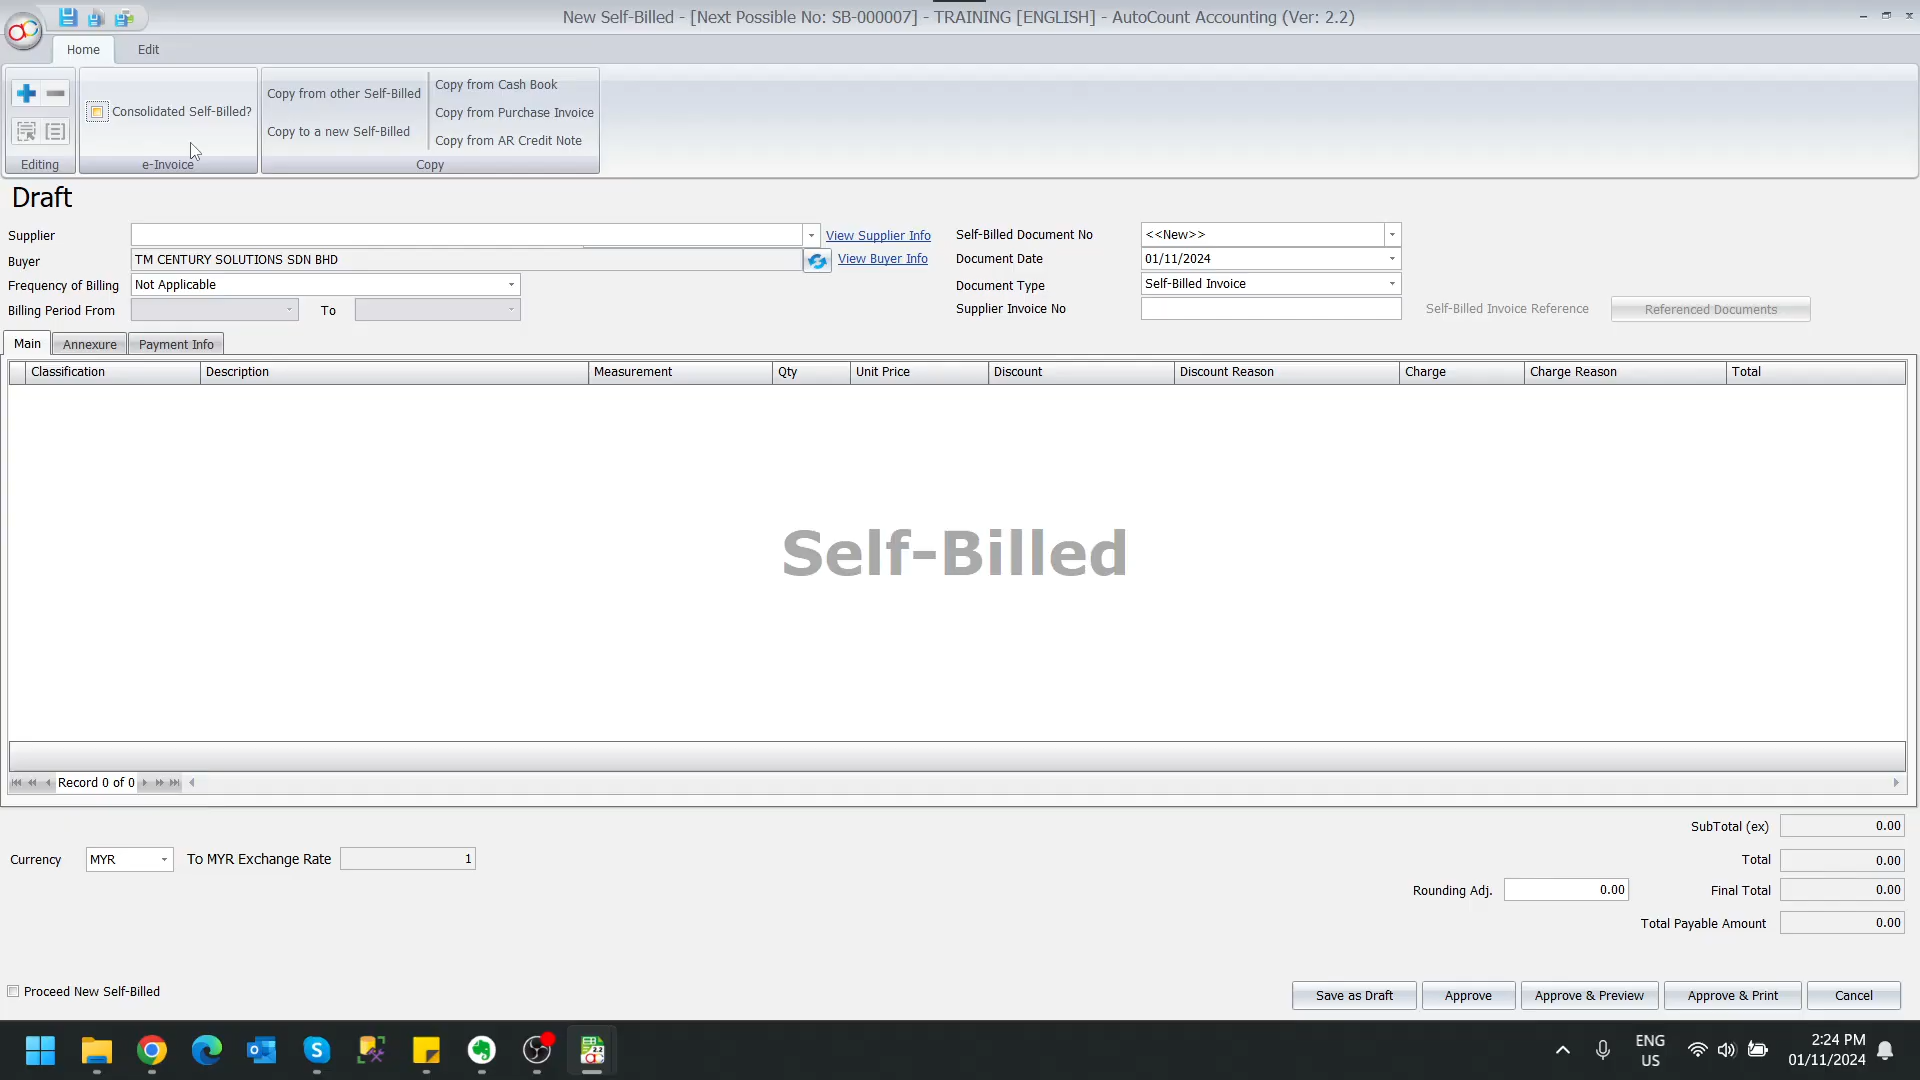 New Self-Billed - [Next Possible No: SB-000007] - TRAINING [ENGLISH] - AutoCount Accounting (Ver: 2.2)
Home
Edit
Consolidated Self-Billed?
Copy from other Self-Billed
Copy to a new Self-Billed
Copy from Cash Book
Copy from Purchase Invoice
Copy from AR Credit Note
Editing
e-Invoice
Copy
Draft
Supplier
View Supplier Info
Self-Billed Document No
<<New>>
Buyer
TM CENTURY SOLUTIONS SDN BHD
View Buyer Info
Document Date
01/11/2024
Frequency of Billing
Not Applicable
Document Type
Self-Billed Invoice
Billing Period From
To
Supplier Invoice No
Self-Billed Invoice Reference
Referenced Documents
Main
Annexure
Payment Info
Classification
Description
Measurement
Qty
Unit Price
Discount
Discount Reason
Charge
Charge Reason
Total
Self-Billed
Record 0 of 0
SubTotal (ex)
0.00
Currency
MYR
To MYR Exchange Rate
1
Total
0.00
Rounding Adj.
0.00
Final Total
0.00
Total Payable Amount
0.00
Proceed New Self-Billed
Save as Draft
Approve
Approve & Preview
Approve & Print
Cancel
ENG
US
2:24 PM
01/11/2024